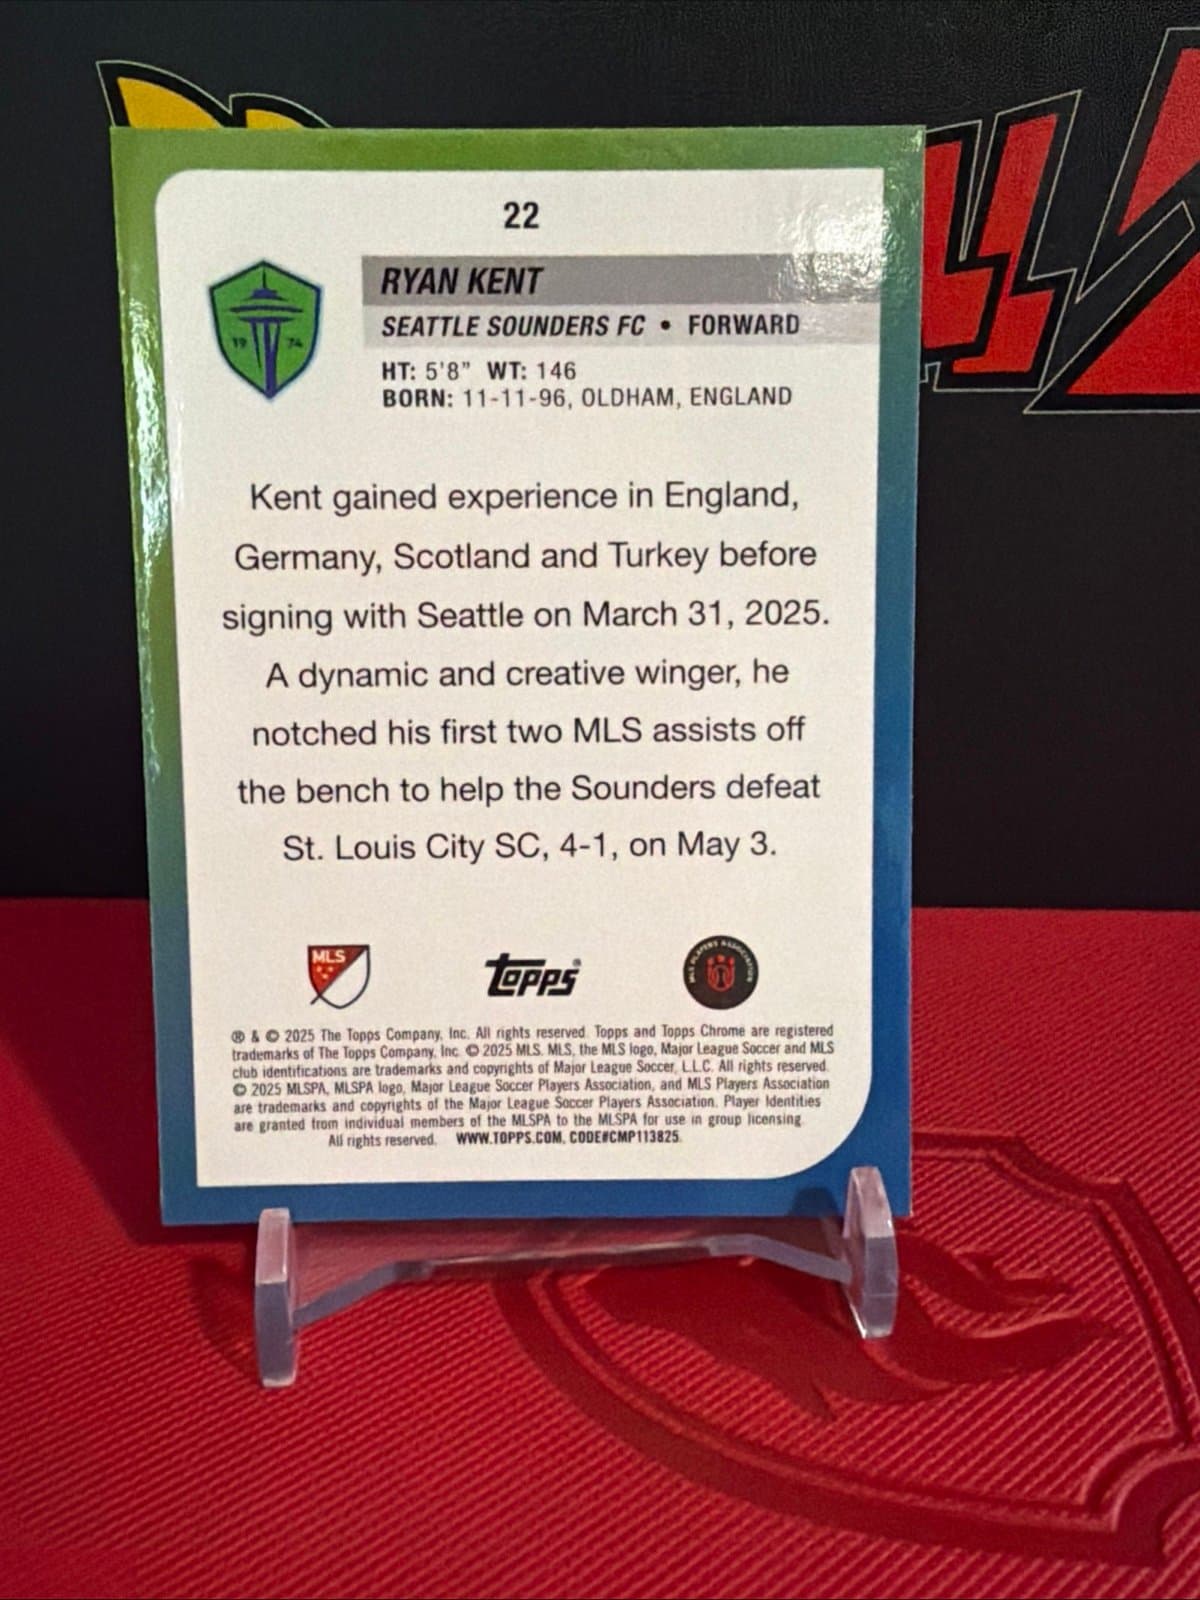 22
RYAN KENT
SEATTLE SOUNDERS FC • FORWARD
19 74
HT: 5'8" WT: 146
BORN: 11-11-96, OLDHAM, ENGLAND
Kent gained experience in England,
Germany, Scotland and Turkey before
signing with Seattle on March 31, 2025.
A dynamic and creative winger, he
notched his first two MLS assists off
the bench to help the Sounders defeat
St. Louis City SC, 4-1, on May 3.
MLS
topps®
MLS PLAYERS ASSOCIATION
® & © 2025 The Topps Company, Inc. All rights reserved. Topps and Topps Chrome are registered
trademarks of The Topps Company, Inc. © 2025 MLS. MLS, the MLS logo, Major League Soccer and MLS
club identifications are trademarks and copyrights of Major League Soccer, L.L.C. All rights reserved.
© 2025 MLSPA, MLSPA logo, Major League Soccer Players Association, and MLS Players Association
are trademarks and copyrights of the Major League Soccer Players Association. Player Identities
are granted from individual members of the MLSPA to the MLSPA for use in group licensing.
All rights reserved. WWW.TOPPS.COM. CODE#CMP113825.